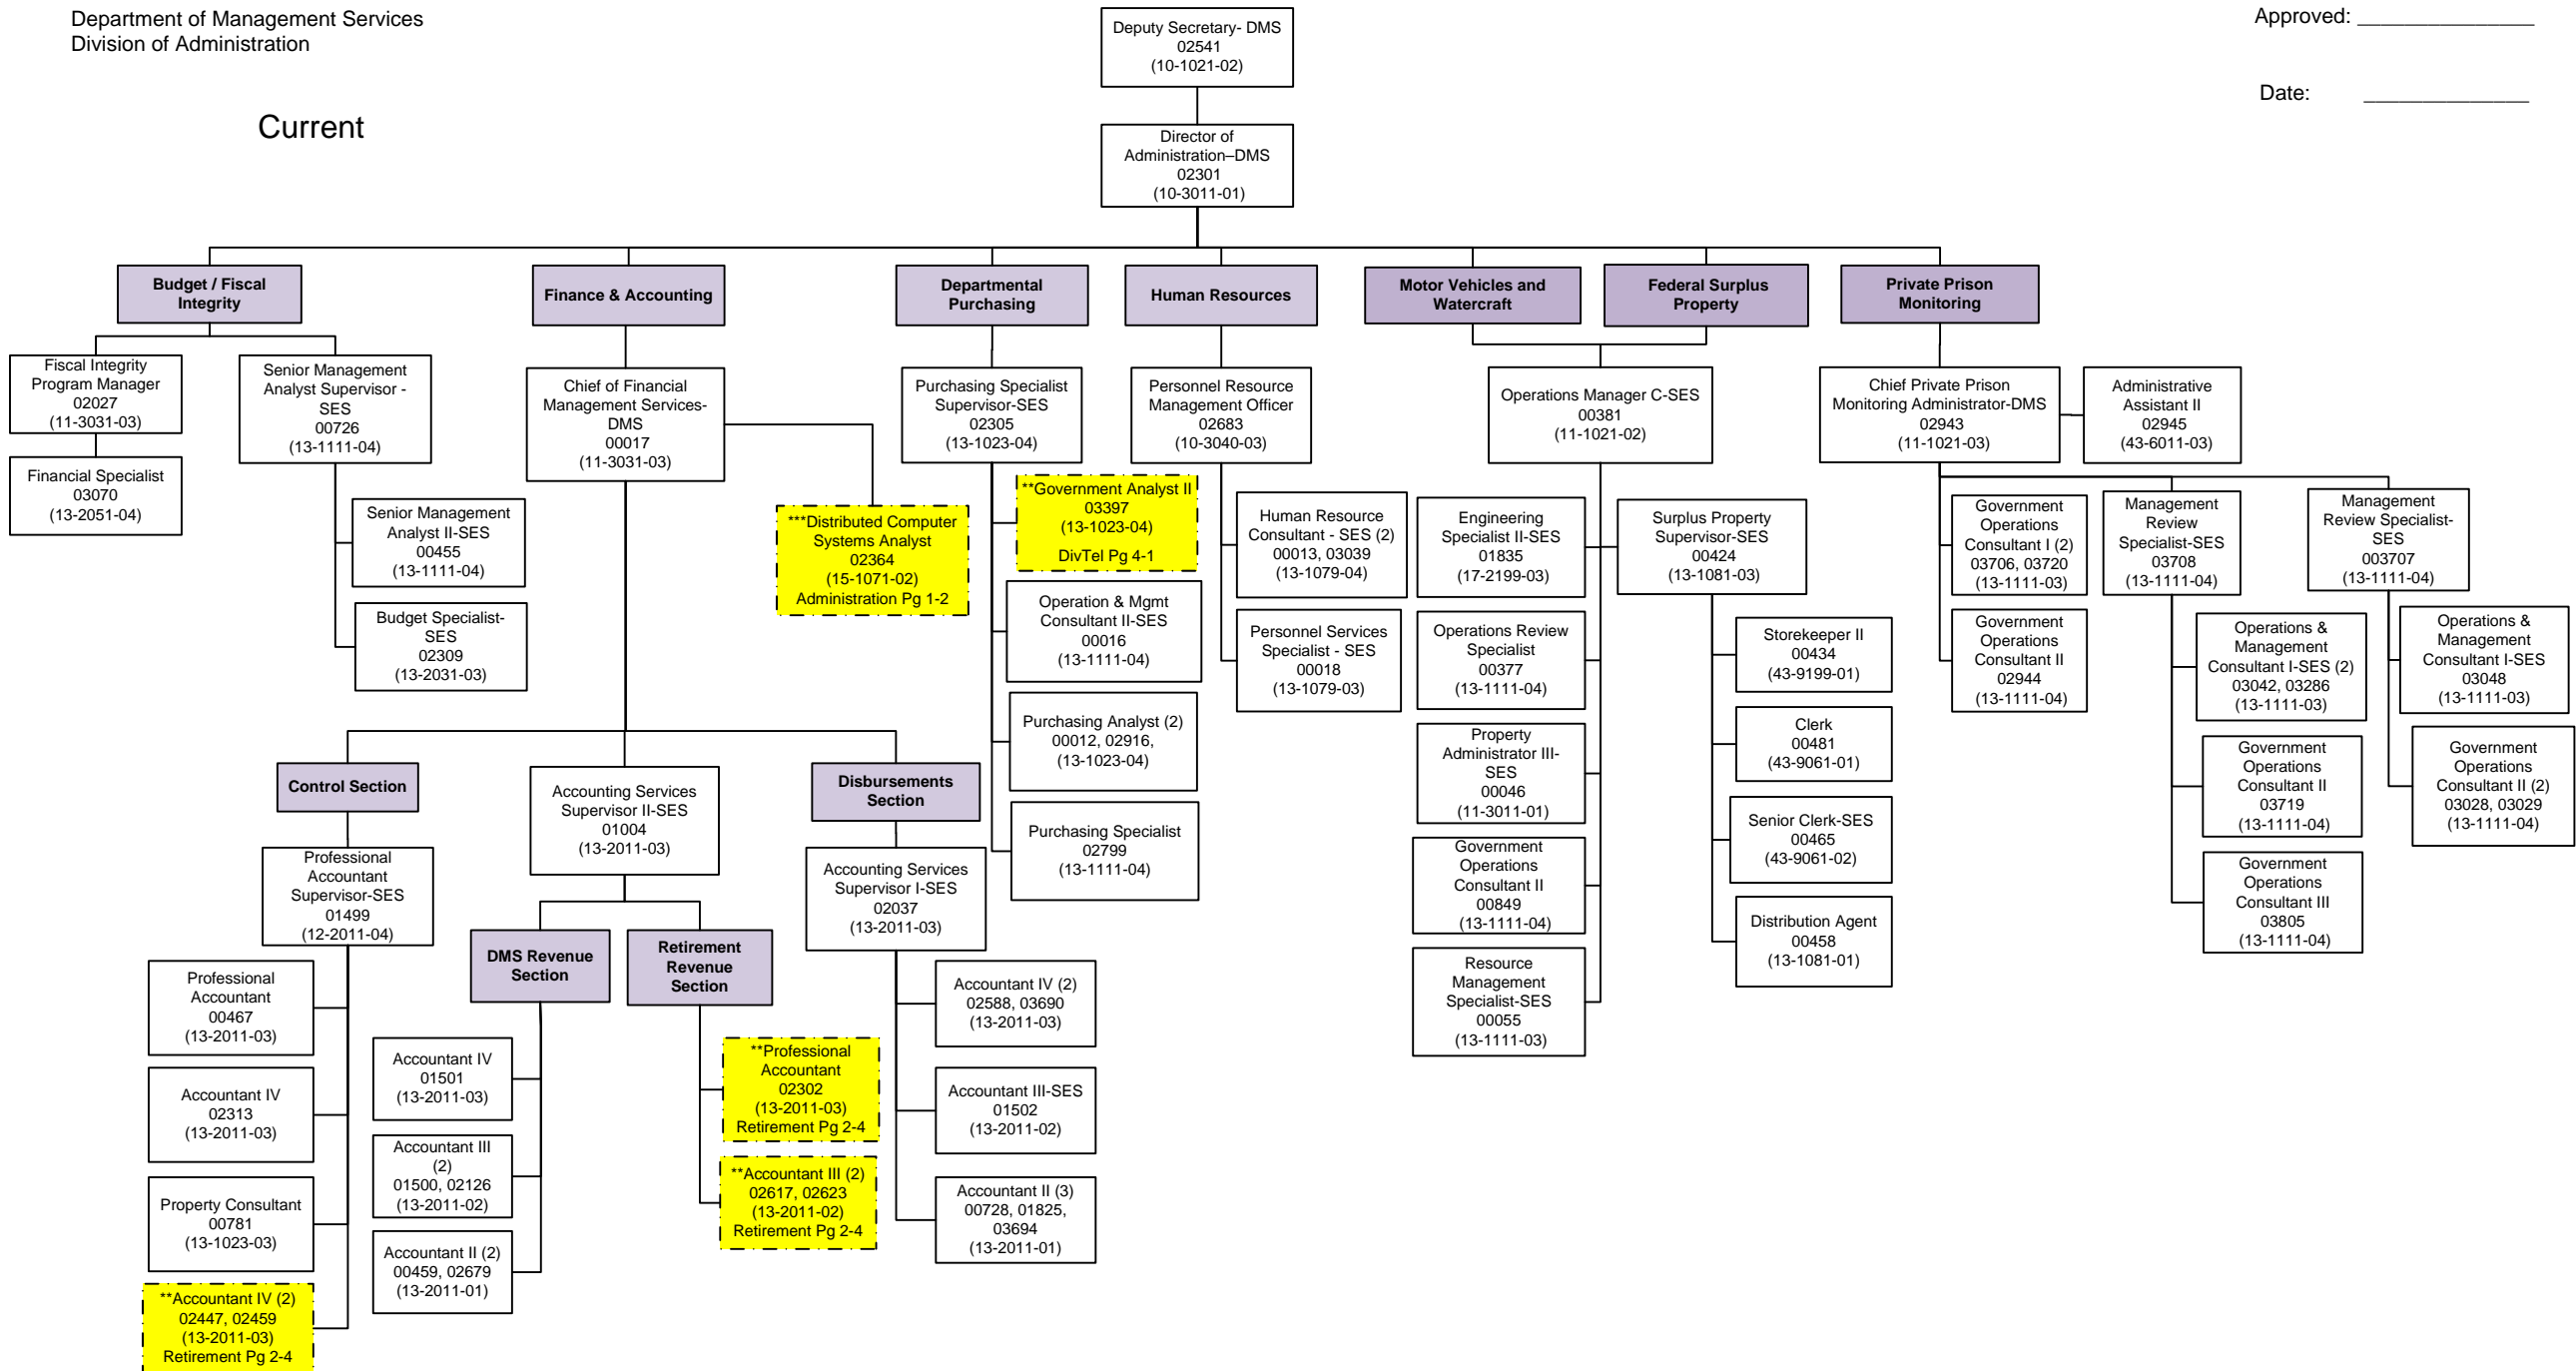 Department of Management Services
Division of Administration
Current
Approved: _______________
Date: ______________
Deputy Secretary- DMS
02541
(10-1021-02)
Director of
Administration–DMS
02301
(10-3011-01)
Budget / Fiscal
Integrity
Finance & Accounting
Departmental
Purchasing
Human Resources
Motor Vehicles and
Watercraft
Federal Surplus
Property
Private Prison
Monitoring
Fiscal Integrity
Program Manager
02027
(11-3031-03)
Financial Specialist
03070
(13-2051-04)
Senior Management
Analyst Supervisor -
SES
00726
(13-1111-04)
Senior Management
Analyst II-SES
00455
(13-1111-04)
Budget Specialist-
SES
02309
(13-2031-03)
Chief of Financial
Management Services-
DMS
00017
(11-3031-03)
***Distributed Computer
Systems Analyst
02364
(15-1071-02)
Administration Pg 1-2
Control Section
Professional
Accountant
Supervisor-SES
01499
(12-2011-04)
Professional
Accountant
00467
(13-2011-03)
Accountant IV
02313
(13-2011-03)
Property Consultant
00781
(13-1023-03)
**Accountant IV (2)
02447, 02459
(13-2011-03)
Retirement Pg 2-4
Accounting Services
Supervisor II-SES
01004
(13-2011-03)
DMS Revenue
Section
Accountant IV
01501
(13-2011-03)
Accountant III
(2)
01500, 02126
(13-2011-02)
Accountant II (2)
00459, 02679
(13-2011-01)
Retirement
Revenue
Section
**Professional
Accountant
02302
(13-2011-03)
Retirement Pg 2-4
**Accountant III (2)
02617, 02623
(13-2011-02)
Retirement Pg 2-4
Disbursements
Section
Accounting Services
Supervisor I-SES
02037
(13-2011-03)
Accountant IV (2)
02588, 03690
(13-2011-03)
Accountant III-SES
01502
(13-2011-02)
Accountant II (3)
00728, 01825,
03694
(13-2011-01)
Purchasing Specialist
Supervisor-SES
02305
(13-1023-04)
**Government Analyst II
03397
(13-1023-04)
DivTel Pg 4-1
Operation & Mgmt
Consultant II-SES
00016
(13-1111-04)
Purchasing Analyst (2)
00012, 02916,
(13-1023-04)
Purchasing Specialist
02799
(13-1111-04)
Personnel Resource
Management Officer
02683
(10-3040-03)
Human Resource
Consultant - SES (2)
00013, 03039
(13-1079-04)
Personnel Services
Specialist - SES
00018
(13-1079-03)
Operations Manager C-SES
00381
(11-1021-02)
Engineering
Specialist II-SES
01835
(17-2199-03)
Operations Review
Specialist
00377
(13-1111-04)
Property
Administrator III-
SES
00046
(11-3011-01)
Government
Operations
Consultant II
00849
(13-1111-04)
Resource
Management
Specialist-SES
00055
(13-1111-03)
Surplus Property
Supervisor-SES
00424
(13-1081-03)
Storekeeper II
00434
(43-9199-01)
Clerk
00481
(43-9061-01)
Senior Clerk-SES
00465
(43-9061-02)
Distribution Agent
00458
(13-1081-01)
Chief Private Prison
Monitoring Administrator-DMS
02943
(11-1021-03)
Administrative
Assistant II
02945
(43-6011-03)
Government
Operations
Consultant I (2)
03706, 03720
(13-1111-03)
Government
Operations
Consultant II
02944
(13-1111-04)
Management
Review
Specialist-SES
03708
(13-1111-04)
Operations &
Management
Consultant I-SES (2)
03042, 03286
(13-1111-03)
Government
Operations
Consultant II
03719
(13-1111-04)
Government
Operations
Consultant III
03805
(13-1111-04)
Management
Review Specialist-
SES
003707
(13-1111-04)
Operations &
Management
Consultant I-SES
03048
(13-1111-03)
Government
Operations
Consultant II (2)
03028, 03029
(13-1111-04)